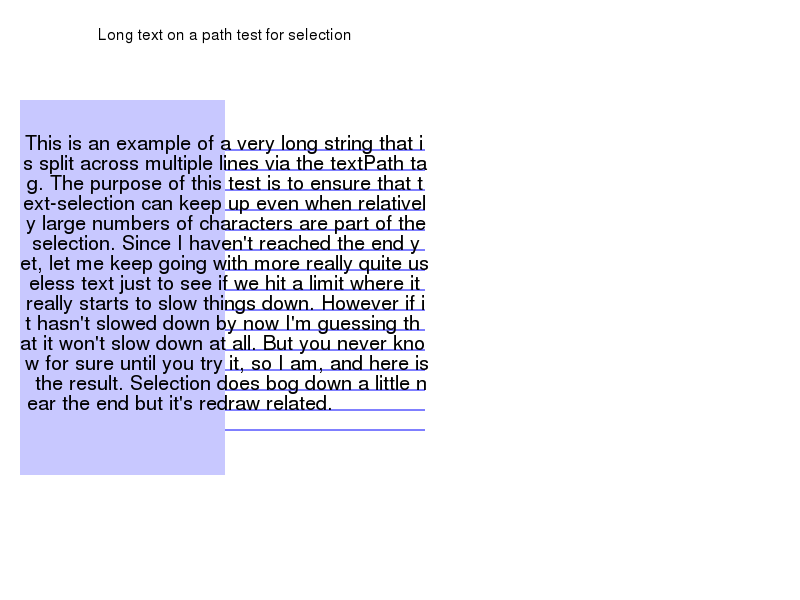 Long text on a path test for selection
This is an example of a very long string that i
s split across multiple lines via the textPath ta
g. The purpose of this test is to ensure that t
ext-selection can keep up even when relativel
y large numbers of characters are part of the
selection. Since I haven't reached the end y
et, let me keep going with more really quite us
eless text just to see if we hit a limit where it
really starts to slow things down. However if i
t hasn't slowed down by now I'm guessing th
at it won't slow down at all. But you never kno
w for sure until you try it, so I am, and here is
the result. Selection does bog down a little n
ear the end but it's redraw related.